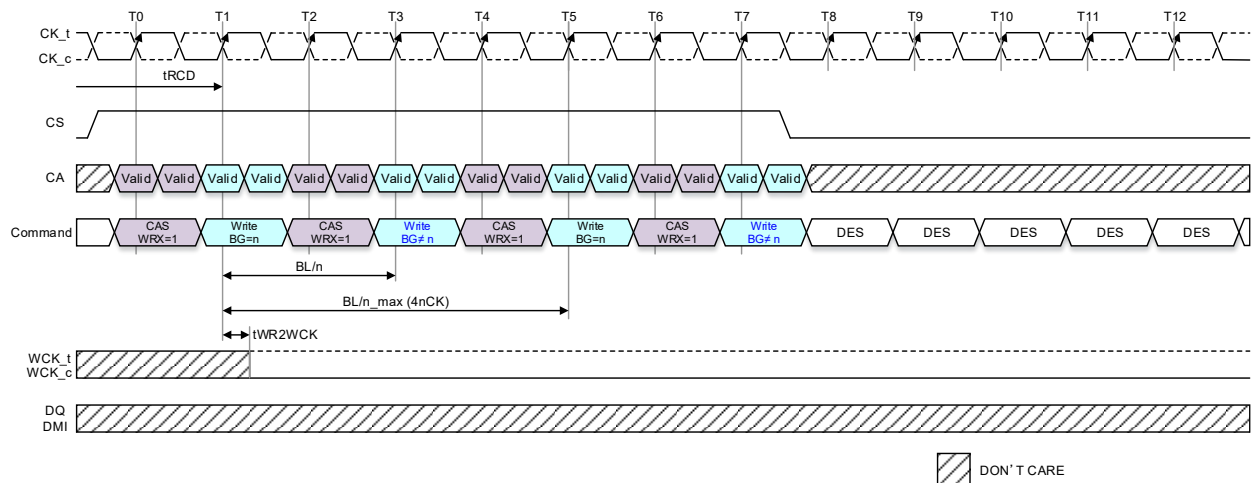 T0 T1 T2 T3 T4 T5 T6 T7 T8 T9 T10 T11 T12
CK_t
CK_c
tRCD
CS
CA Valid Valid Valid Valid Valid Valid Valid Valid Valid Valid Valid Valid Valid Valid Valid Valid
Command CAS WRX=1 Write BG=n CAS WRX=1 Write BG≠ n CAS WRX=1 Write BG=n CAS WRX=1 Write BG≠ n DES DES DES DES DES
BL/n
BL/n_max (4nCK)
tWR2WCK
WCK_t
WCK_c
DQ
DMI
DON'T CARE